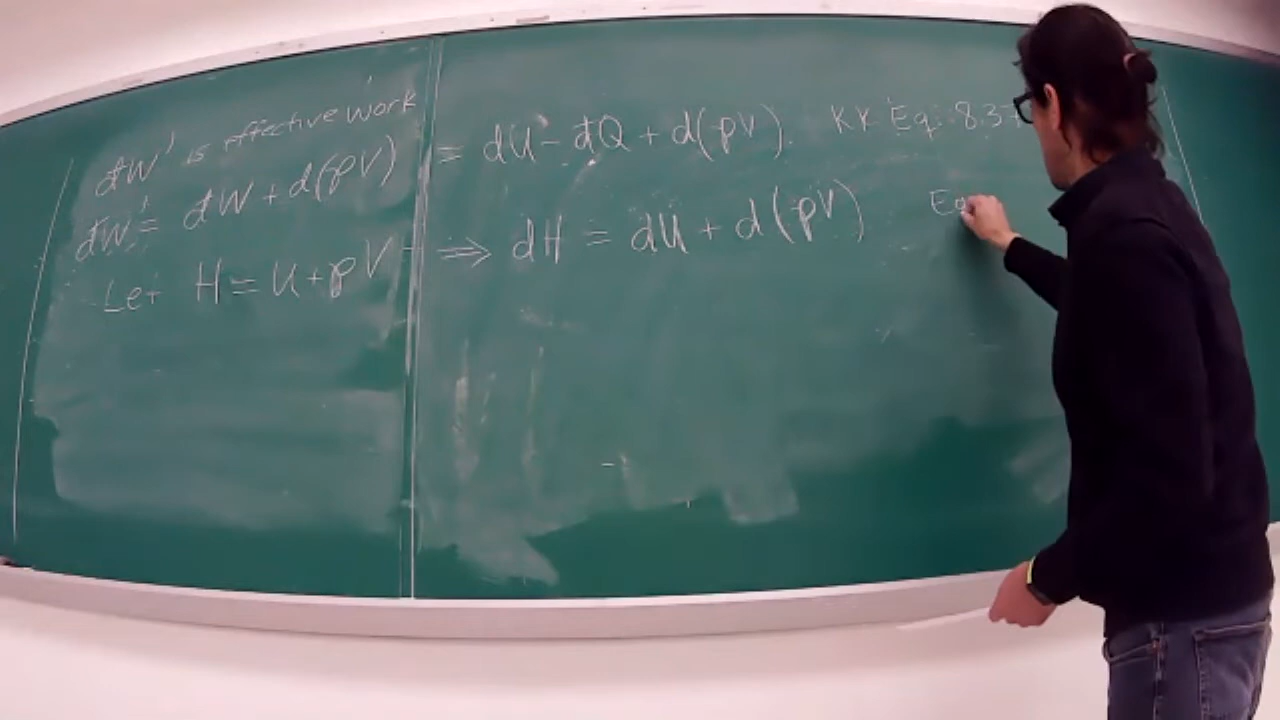 đW' is effective work
đW' = đW + d(pV) = dU - đQ + d(pV). KK Eq. 8.37
Let H = U + pV ⇒ dH = dU + d(pV) Eq